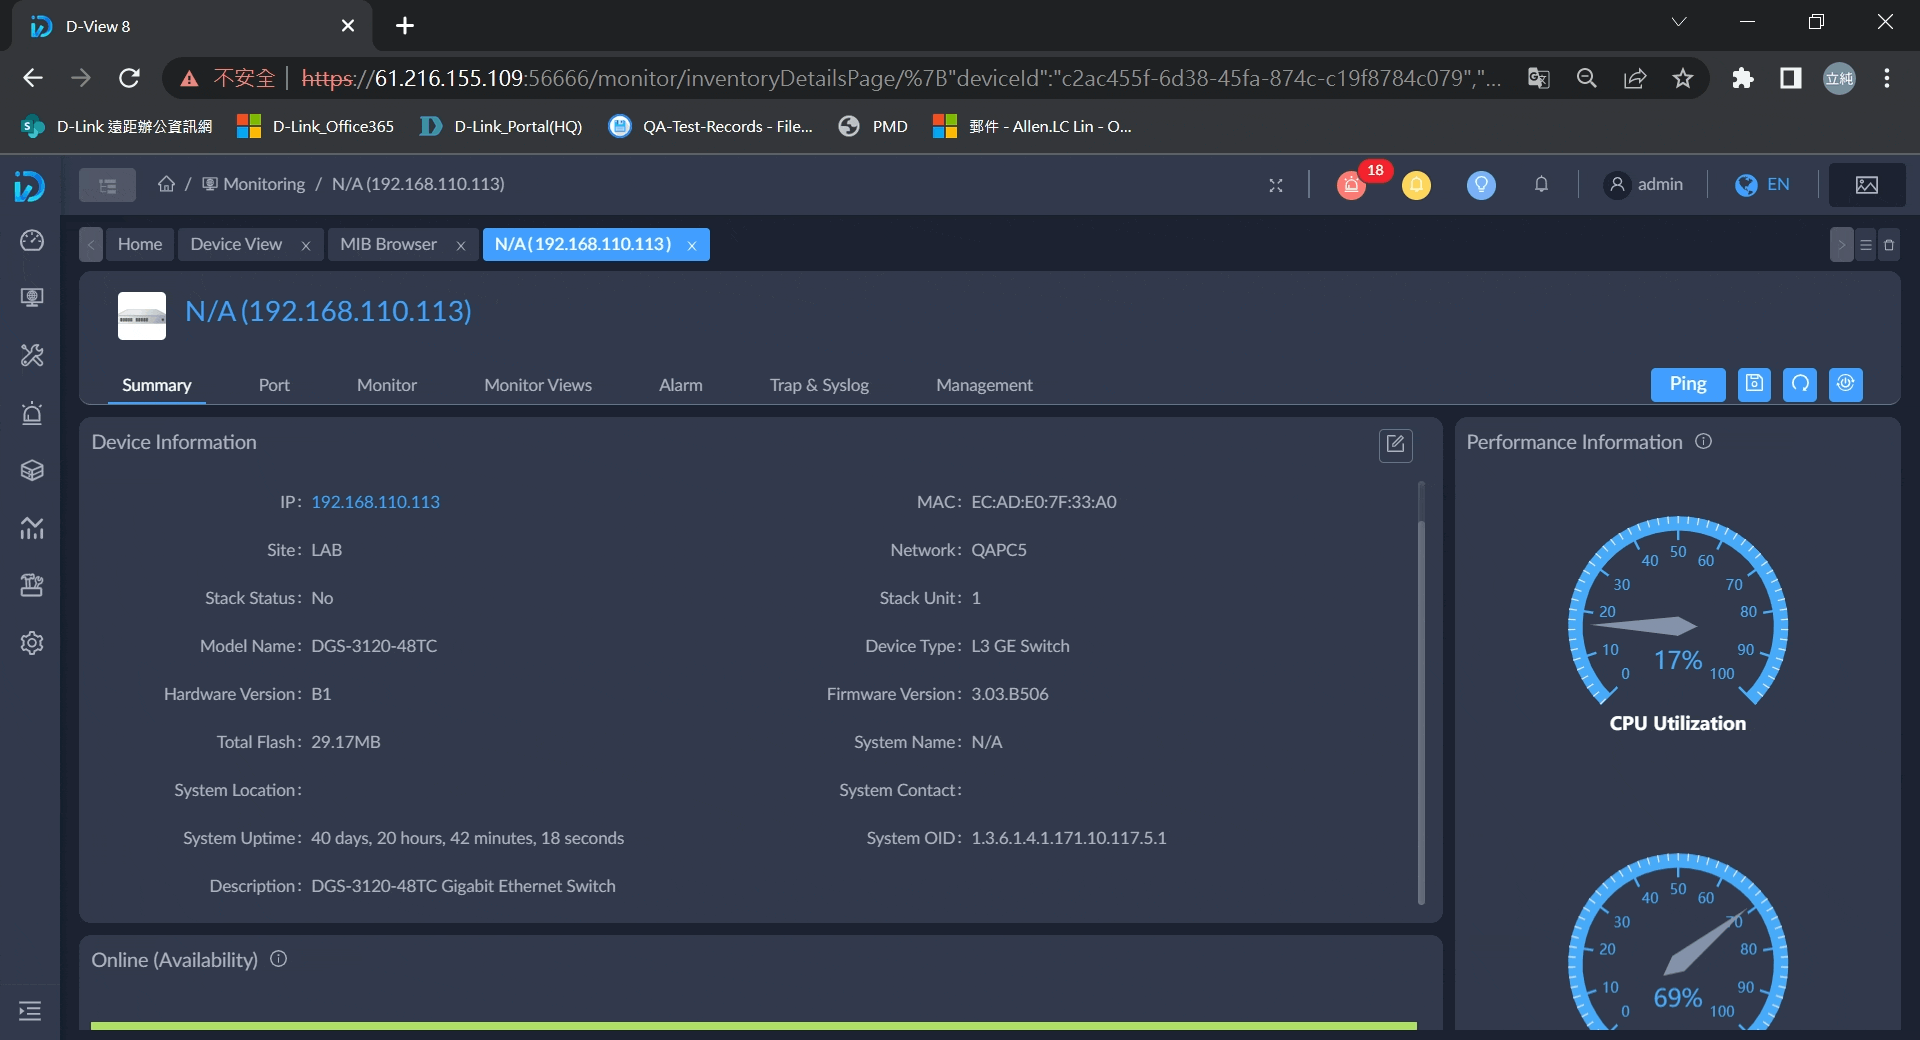 D-View 8
不安全 https://61.216.155.109:56666/monitor/inventoryDetailsPage/%7B"deviceId":"c2ac455f-6d38-45fa-874c-c19f8784c079","...
立純
D-Link 遠距辦公資訊網 D-Link_Office365 D-Link_Portal(HQ) QA-Test-Records - File... PMD 郵件 - Allen.LC Lin - O...
/ Monitoring / N/A (192.168.110.113) 18 admin EN
Home Device View × MIB Browser × N/A(192.168.110.113) ×
N/A(192.168.110.113)
Summary Port Monitor Monitor Views Alarm Trap & Syslog Management Ping
Device Information
IP: 192.168.110.113 MAC: EC:AD:E0:7F:33:A0
Site: LAB Network: QAPC5
Stack Status: No Stack Unit: 1
Model Name: DGS-3120-48TC Device Type: L3 GE Switch
Hardware Version: B1 Firmware Version: 3.03.B506
Total Flash: 29.17MB System Name: N/A
System Location: System Contact:
System Uptime: 40 days, 20 hours, 42 minutes, 18 seconds System OID: 1.3.6.1.4.1.171.10.117.5.1
Description: DGS-3120-48TC Gigabit Ethernet Switch
Online (Availability)
Performance Information
0 10 20 30 40 50 60 70 80 90 100
17%
CPU Utilization
0 10 20 30 40 50 60 70 80 90 100
69%